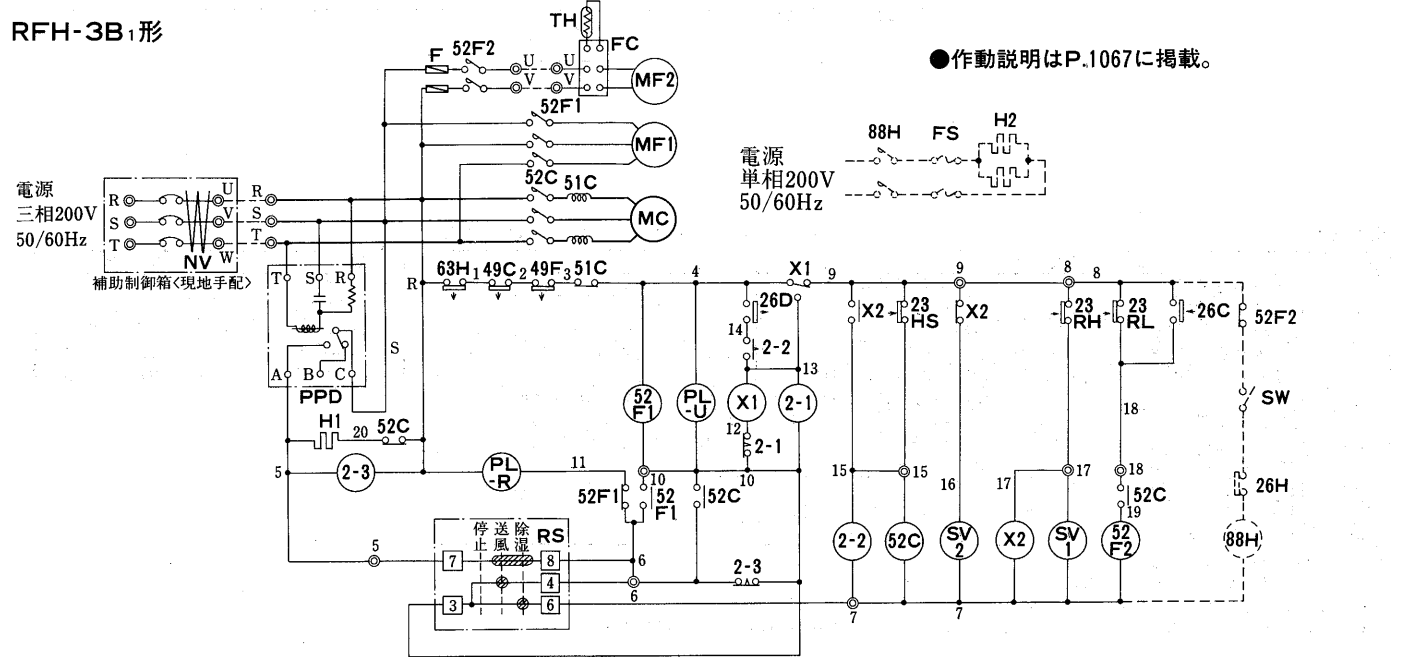 RFH-3B1形
●作動説明はP.1067に掲載。
TH
FC
F 52F2 U U
V V
MF2
52F1
MF1
52C 51C
MC
88H FS H2
電源
単相200V
50/60Hz
電源
三相200V
50/60Hz
R U R
S V S
T W T
NV
補助制御箱<現地手配>
T S R
A B C
PPD
S
R 63H 1 49C 2 49F 3 51C 4 X1 9 9 8 8
26D
14
2-2
13
X2
23 HS
X2
23 RH
23 RL
26C
52F2
SW
26H
88H
52 F1
PL-U
X1
2-1
12
2-1
18
H1 20 52C
5 2-3 PL-R 11 10 10
52F1 52 F1 52C
15 15 16 17 17 18
52C
19
2-2 52C SV 2 X2 SV 1 52 F2
停止 送風 除湿 RS
5 7 8 6
4 6 2-3
3 6 7 7